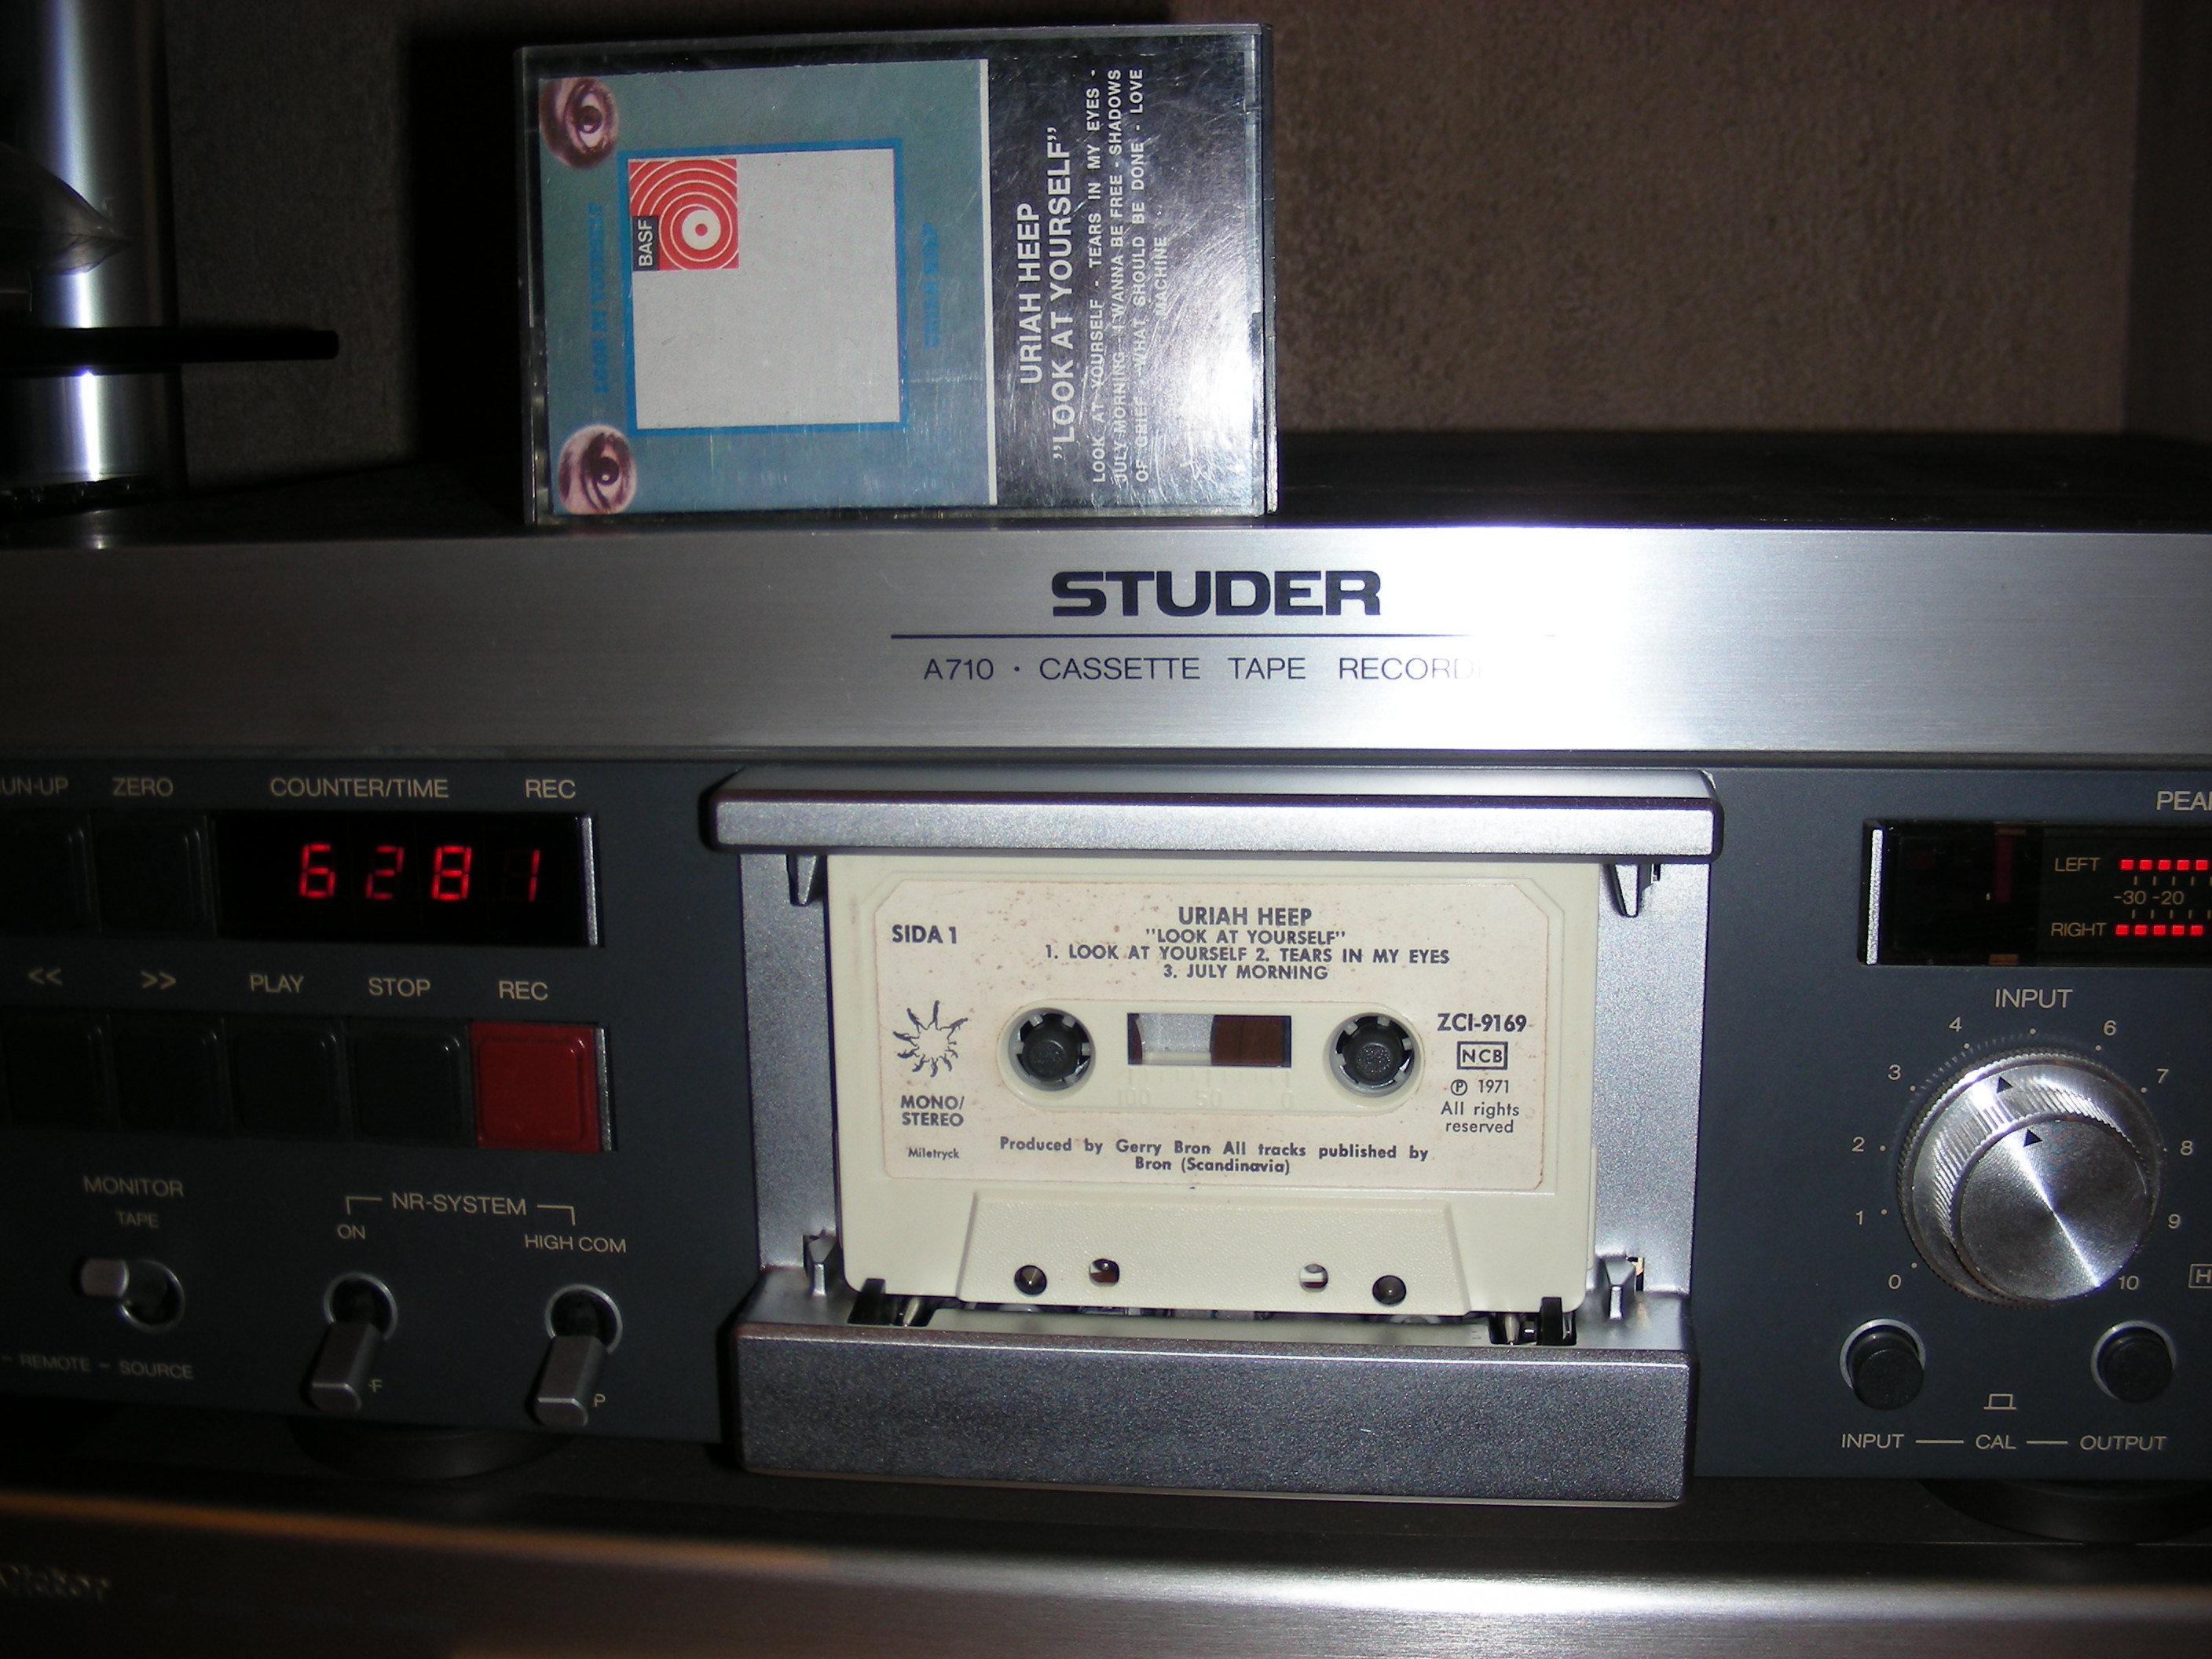 BASF
URIAH HEEP
"LOOK AT YOURSELF"
LOOK AT YOURSELF - TEARS IN MY EYES -
JULY MORNING - I WANNA BE FREE - SHADOWS
OF GRIEF - WHAT SHOULD BE DONE - LOVE
MACHINE
STUDER
A710 · CASSETTE TAPE RECORD
UN-UP ZERO COUNTER/TIME REC
6281
<< >> PLAY STOP REC
MONITOR
TAPE
NR-SYSTEM
ON
HIGH COM
F
P
- REMOTE - SOURCE
SIDA 1
URIAH HEEP
"LOOK AT YOURSELF"
1. LOOK AT YOURSELF 2. TEARS IN MY EYES
3. JULY MORNING
MONO/
STEREO
Miletryck
100 50 0
ZCI-9169
NCB
Ⓟ 1971
All rights
reserved
Produced by Gerry Bron All tracks published by
Bron (Scandinavia)
PEA
LEFT
-30 -20
RIGHT
INPUT
0 1 2 3 4 6 7 8 9 10
H
INPUT — CAL — OUTPUT